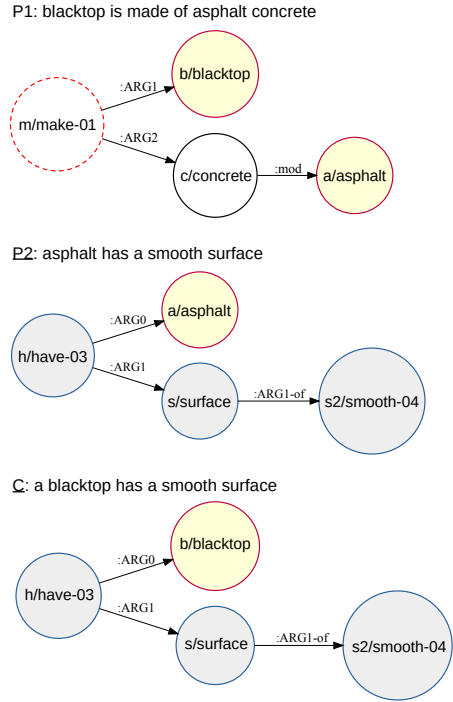 P1: blacktop is made of asphalt concrete
b/blacktop
:ARG1
m/make-01
:ARG2
c/concrete
:mod
a/asphalt
P2: asphalt has a smooth surface
a/asphalt
:ARG0
h/have-03
:ARG1
s/surface
:ARG1-of
s2/smooth-04
C: a blacktop has a smooth surface
b/blacktop
:ARG0
h/have-03
:ARG1
s/surface
:ARG1-of
s2/smooth-04